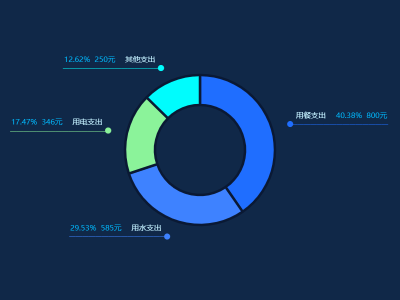 12.62% 250元 其他支出
用餐支出 40.38% 800元
17.47% 346元 用电支出
29.53% 585元 用水支出